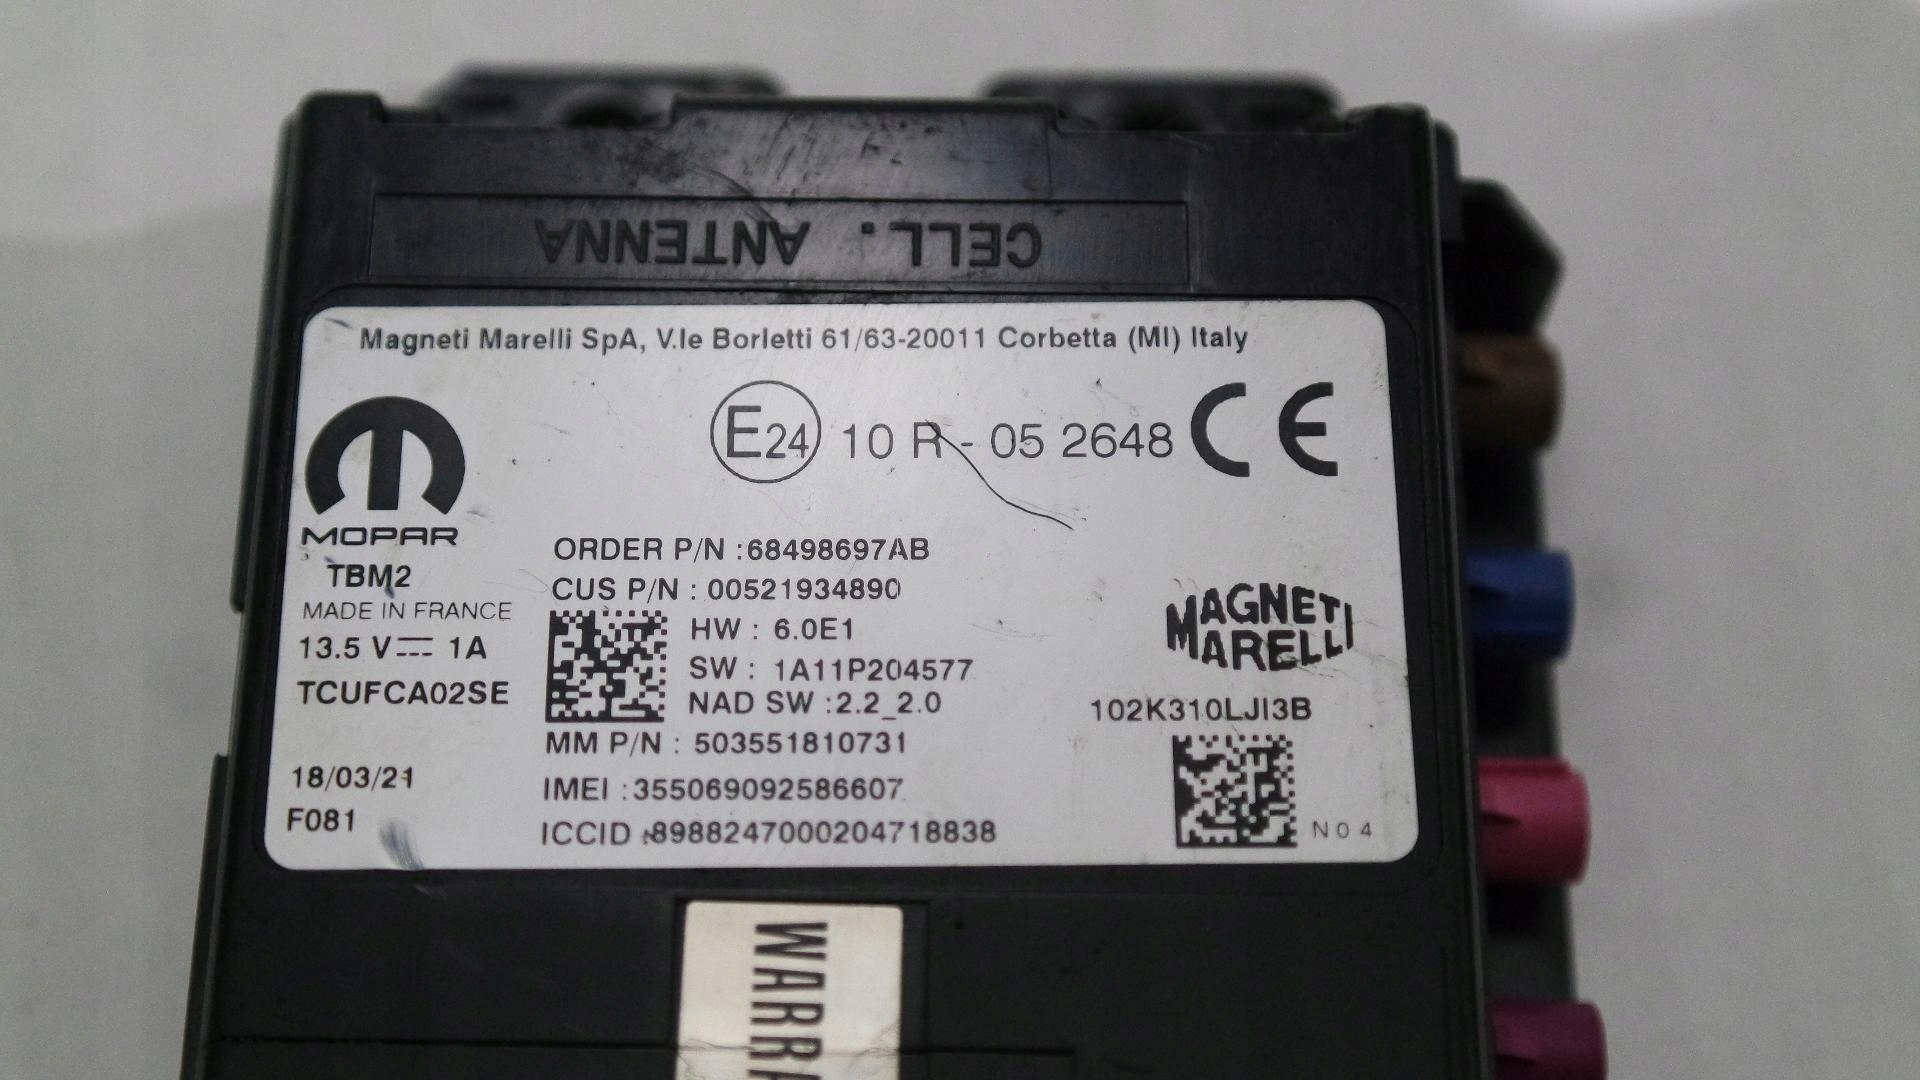 CELL. ANTENNA
Magneti Marelli SpA, V.le Borletti 61/63-20011 Corbetta (MI) Italy
E24 10 R - 05 2648 CE
MOPAR
TBM2
MADE IN FRANCE
13.5 V⎓ 1A
TCUFCA02SE
18/03/21
F081
ORDER P/N :68498697AB
CUS P/N : 00521934890
HW : 6.0E1
SW : 1A11P204577
NAD SW :2.2_2.0
MM P/N : 503551810731
IMEI :355069092586607
ICCID :8988247000204718838
MAGNETI
MARELLI
102K310LJI3B
N04
WARRA